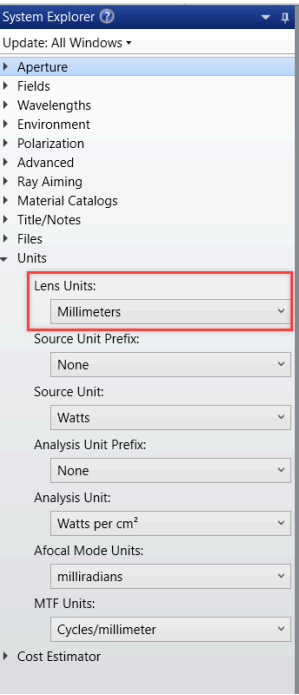 System Explorer ?
Update: All Windows
Aperture
Fields
Wavelengths
Environment
Polarization
Advanced
Ray Aiming
Material Catalogs
Title/Notes
Files
Units
Lens Units:
Millimeters
Source Unit Prefix:
None
Source Unit:
Watts
Analysis Unit Prefix:
None
Analysis Unit:
Watts per cm²
Afocal Mode Units:
milliradians
MTF Units:
Cycles/millimeter
Cost Estimator